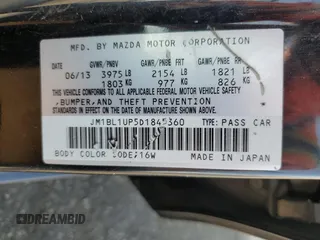 MFD. BY MAZDA MOTOR CORPORATION
GVWR/PNBV GAWR/PNBE GAWR/PNBE
06/13 3975 LB 2154 LB 1821 LB
1803 KG 977 KG 826 KG
THIS VEHICLE CONFORMS TO ALL APPLICABLE
FEDERAL MOTOR VEHICLE SAFETY,
BUMPER, AND THEFT PREVENTION
STANDARDS IN EFFECT ON THE DATE OF
MANUFACTURE SHOWN ABOVE.
JM1BL1UP5D1845360 TYPE: PASS CAR
BODY COLOR CODE: 16W MADE IN JAPAN
DREAMBID